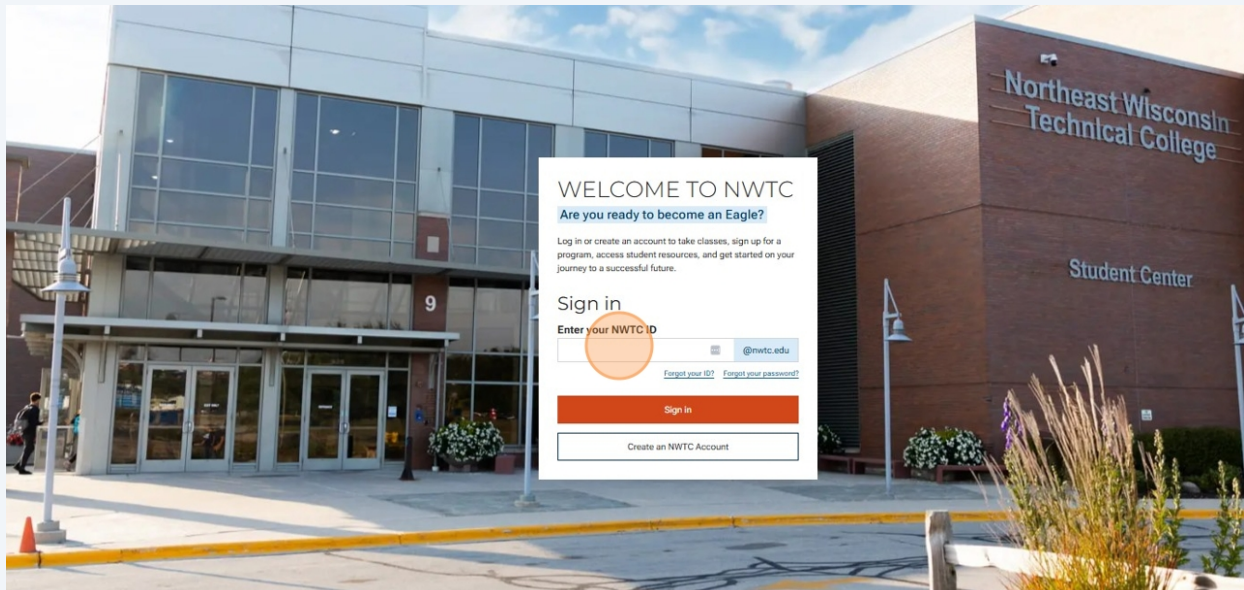 Northeast Wisconsin
Technical College
Student Center
9
WELCOME TO NWTC
Are you ready to become an Eagle?
Log in or create an account to take classes, sign up for a
program, access student resources, and get started on your
journey to a successful future.
Sign in
Enter your NWTC ID
@nwtc.edu
Forgot your ID? Forgot your password?
Sign in
Create an NWTC Account